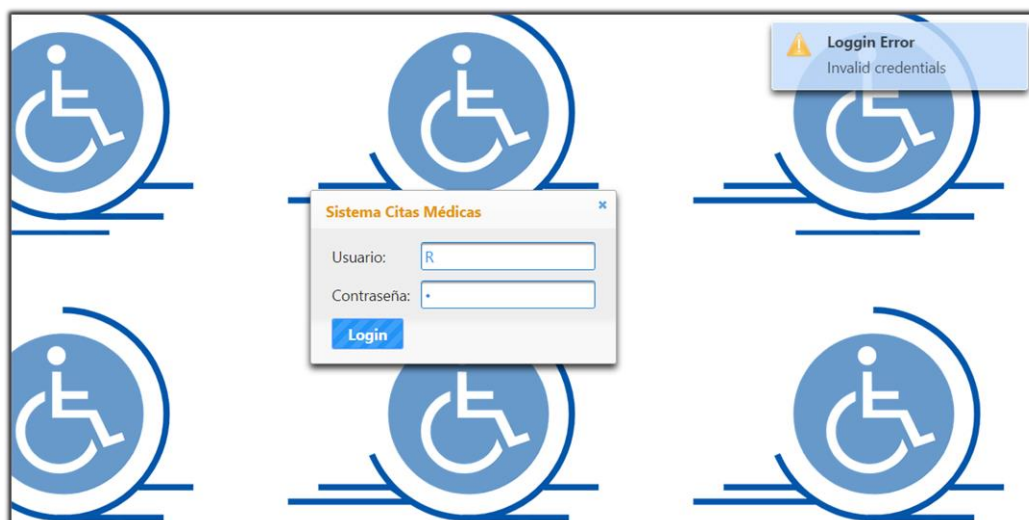 Loggin Error
Invalid credentials
Sistema Citas Médicas
Usuario: R
Contraseña: •
Login